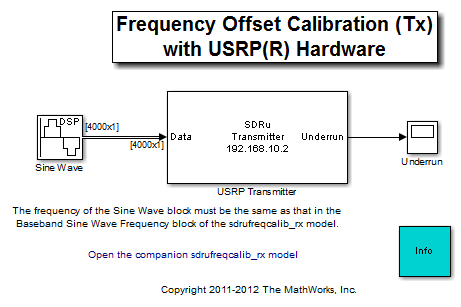 Frequency Offset Calibration (Tx)
with USRP(R) Hardware
DSP
[4000x1]
[4000x1]
Sine Wave
Data
SDRu
Transmitter
192.168.10.2
Underrun
USRP Transmitter
Underrun
The frequency of the Sine Wave block must be the same as that in the
Baseband Sine Wave Frequency block of the sdrufreqcalib_rx model.
Open the companion sdrufreqcalib_rx model
Info
Copyright 2011-2012 The MathWorks, Inc.